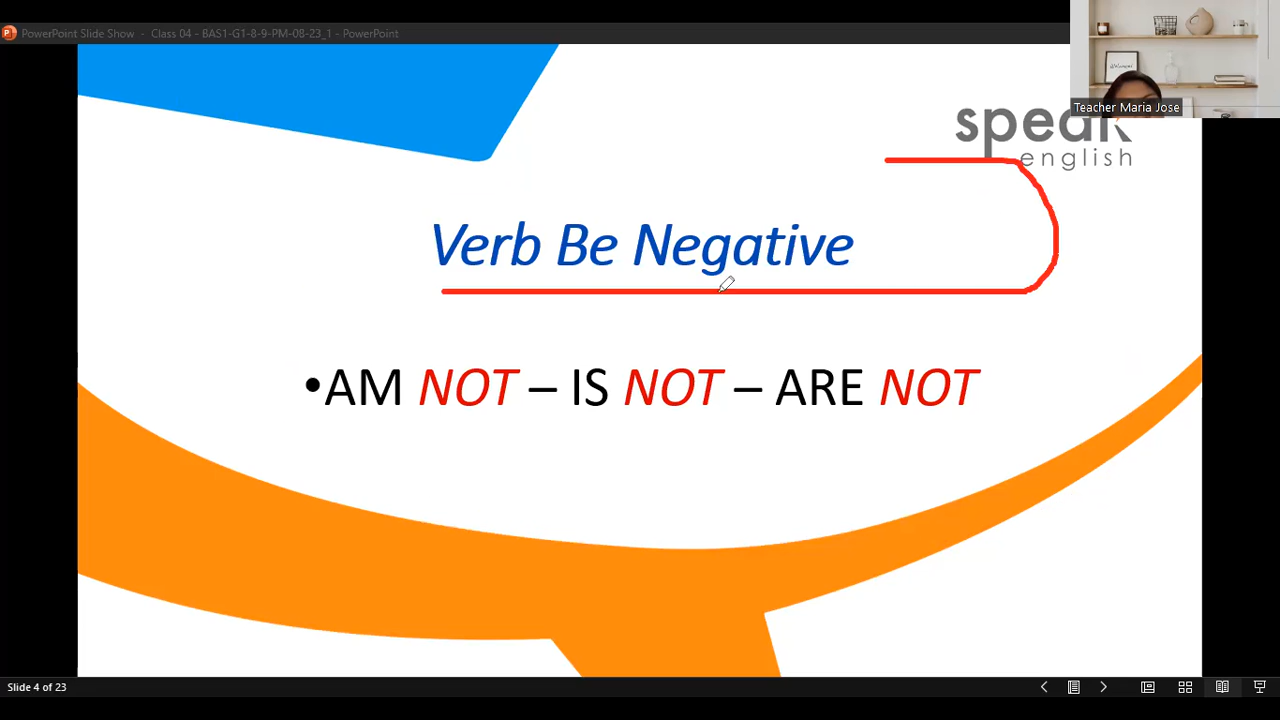 PowerPoint Slide Show - Class 04 - BAS1-G1-8-9-PM-08-23_1 - PowerPoint
Teacher Maria Jose
speak
english
Verb Be Negative
•AM NOT – IS NOT – ARE NOT
Slide 4 of 23